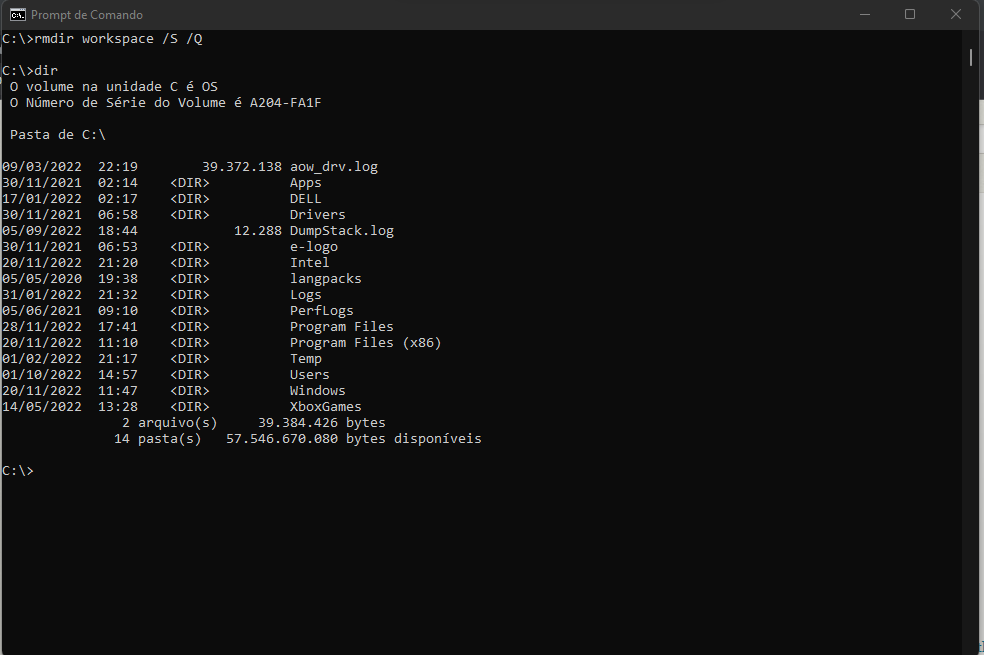 Prompt de Comando
C:\>rmdir workspace /S /Q
C:\>dir
 O volume na unidade C é OS
 O Número de Série do Volume é A204-FA1F
 Pasta de C:\
09/03/2022  22:19        39.372.138 aow_drv.log
30/11/2021  02:14    <DIR>          Apps
17/01/2022  02:17    <DIR>          DELL
30/11/2021  06:58    <DIR>          Drivers
05/09/2022  18:44            12.288 DumpStack.log
30/11/2021  06:53    <DIR>          e-logo
20/11/2022  21:20    <DIR>          Intel
05/05/2020  19:38    <DIR>          langpacks
31/01/2022  21:32    <DIR>          Logs
05/06/2021  09:10    <DIR>          PerfLogs
28/11/2022  17:41    <DIR>          Program Files
20/11/2022  11:10    <DIR>          Program Files (x86)
01/02/2022  21:17    <DIR>          Temp
01/10/2022  14:57    <DIR>          Users
20/11/2022  11:47    <DIR>          Windows
14/05/2022  13:28    <DIR>          XboxGames
               2 arquivo(s)     39.384.426 bytes
              14 pasta(s)   57.546.670.080 bytes disponíveis
C:\>